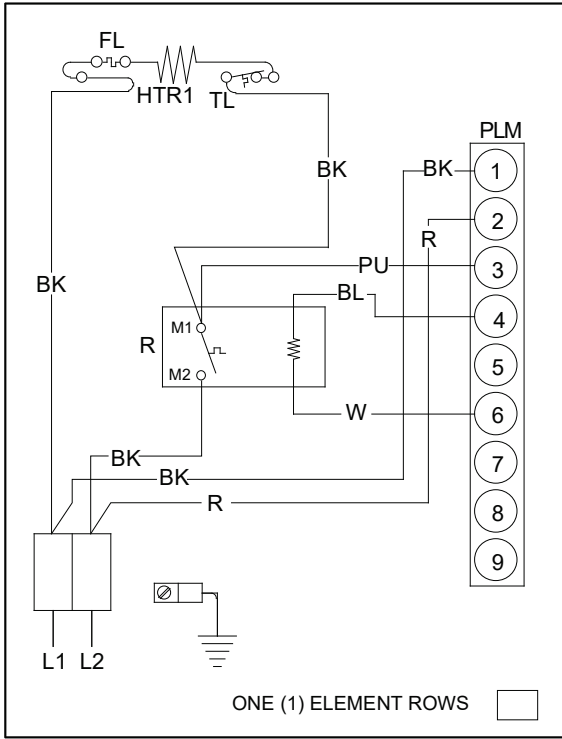 FL
HTR1
TL
PLM
BK
BK
1
2
R
PU
3
BK
BL
4
M1
R
5
M2
W
6
BK
7
BK
R
8
9
L1 L2
ONE (1) ELEMENT ROWS